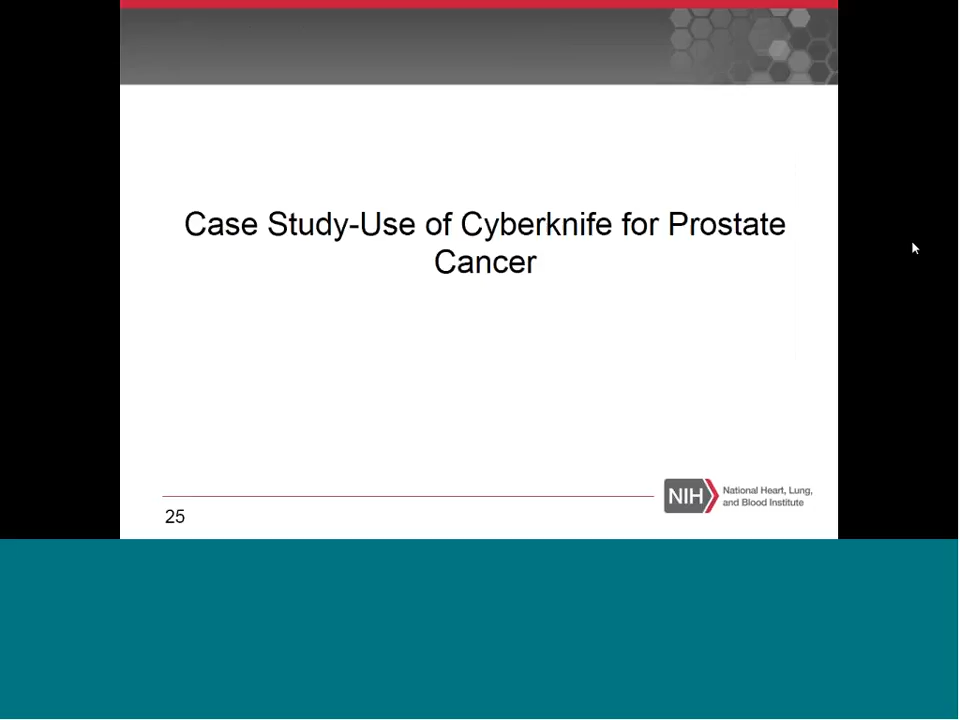 Case Study-Use of Cyberknife for Prostate
Cancer
NIH
National Heart, Lung,
and Blood Institute
25